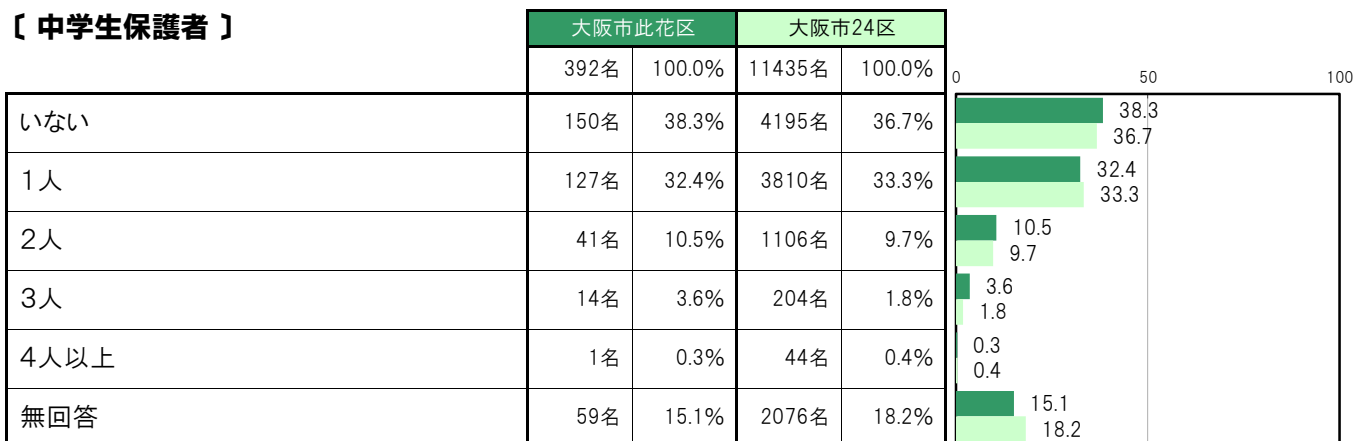 〔 中学生保護者 〕
大阪市此花区 大阪市24区
392名 100.0% 11435名 100.0%
0 50 100
いない 150名 38.3% 4195名 36.7% 38.3
36.7
1人 127名 32.4% 3810名 33.3% 32.4
33.3
2人 41名 10.5% 1106名 9.7% 10.5
9.7
3人 14名 3.6% 204名 1.8% 3.6
1.8
4人以上 1名 0.3% 44名 0.4% 0.3
0.4
無回答 59名 15.1% 2076名 18.2% 15.1
18.2